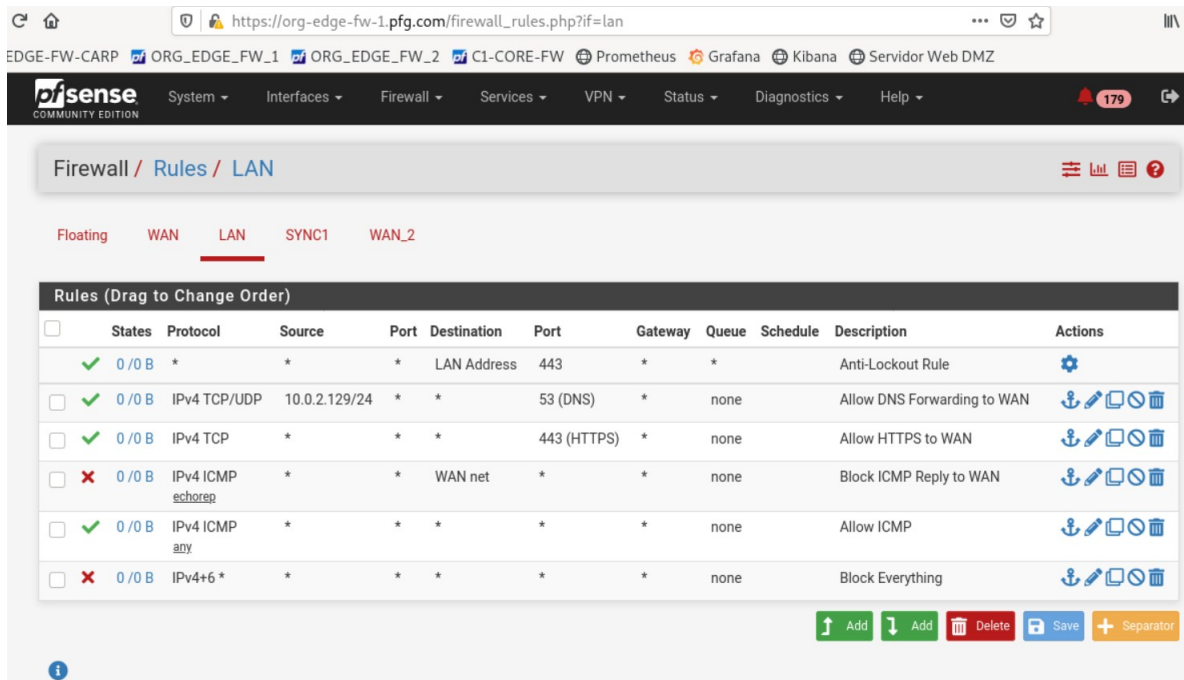 https://org-edge-fw-1.pfg.com/firewall_rules.php?if=lan
EDGE-FW-CARP ORG_EDGE_FW_1 ORG_EDGE_FW_2 C1-CORE-FW Prometheus Grafana Kibana Servidor Web DMZ
pfsense COMMUNITY EDITION System Interfaces Firewall Services VPN Status Diagnostics Help 179
Firewall / Rules / LAN
Floating WAN LAN SYNC1 WAN_2
Rules (Drag to Change Order)
States Protocol Source Port Destination Port Gateway Queue Schedule Description Actions
0 /0 B * * * LAN Address 443 * * Anti-Lockout Rule
0 /0 B IPv4 TCP/UDP 10.0.2.129/24 * * 53 (DNS) * none Allow DNS Forwarding to WAN
0 /0 B IPv4 TCP * * * 443 (HTTPS) * none Allow HTTPS to WAN
0 /0 B IPv4 ICMP * * WAN net * * none Block ICMP Reply to WAN
echorep
0 /0 B IPv4 ICMP * * * * * none Allow ICMP
any
0 /0 B IPv4+6 * * * * * * none Block Everything
Add Add Delete Save Separator